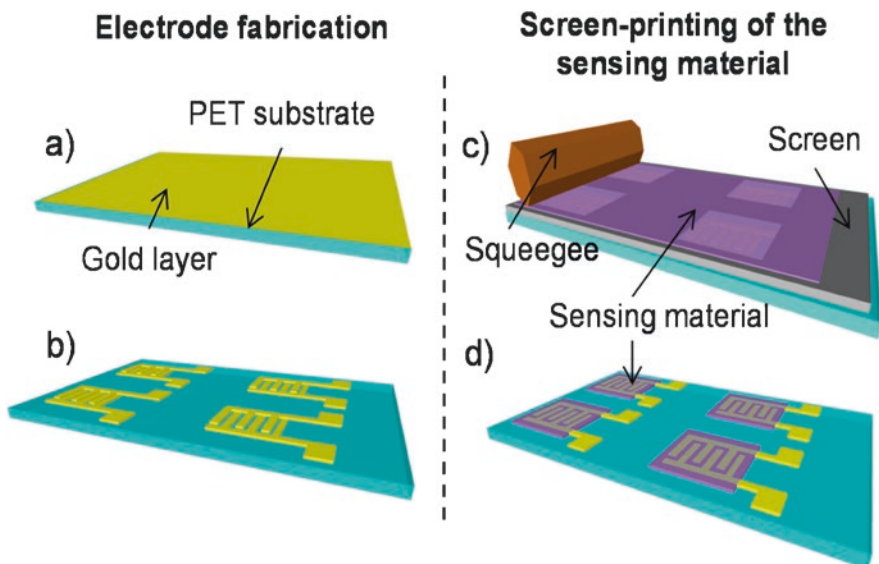 Electrode fabrication
PET substrate
a)
Gold layer
b)
Screen-printing of the
sensing material
c)
Screen
Squeegee
Sensing material
d)